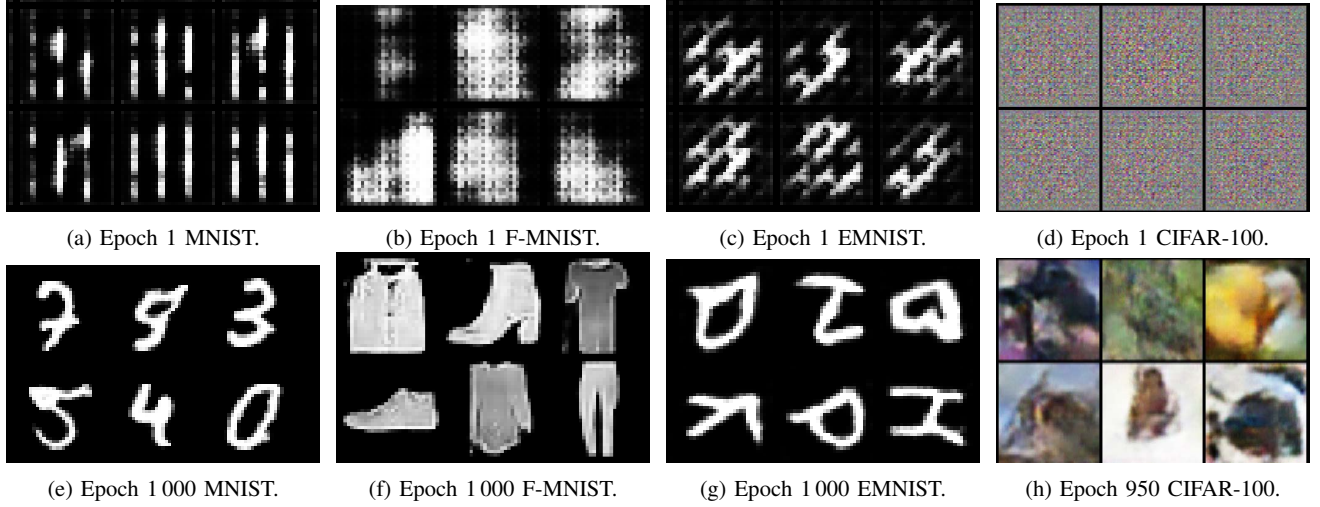 (a) Epoch 1 MNIST.
(b) Epoch 1 F-MNIST.
(c) Epoch 1 EMNIST.
(d) Epoch 1 CIFAR-100.
(e) Epoch 1 000 MNIST.
(f) Epoch 1 000 F-MNIST.
(g) Epoch 1 000 EMNIST.
(h) Epoch 950 CIFAR-100.